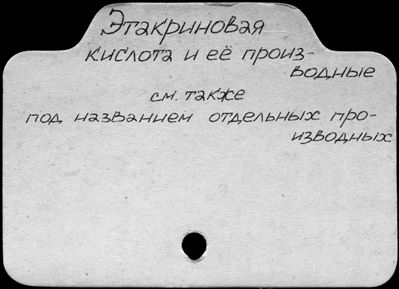 Этакриновая
кислота и её произ-
водные
см. также
под названием отдельных про-
изводных